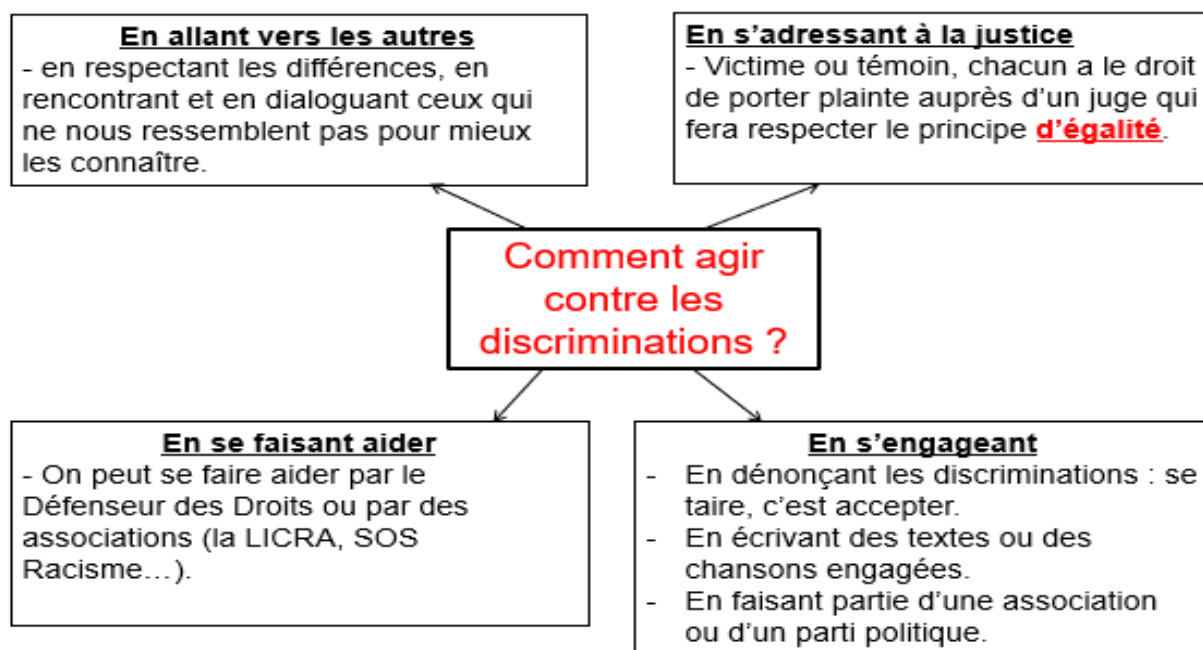 En allant vers les autres
- en respectant les différences, en
rencontrant et en dialoguant ceux qui
ne nous ressemblent pas pour mieux
les connaître.
En s’adressant à la justice
- Victime ou témoin, chacun a le droit
de porter plainte auprès d’un juge qui
fera respecter le principe d’égalité.
Comment agir
contre les
discriminations ?
En se faisant aider
- On peut se faire aider par le
Défenseur des Droits ou par des
associations (la LICRA, SOS
Racisme…).
En s’engageant
- En dénonçant les discriminations : se
taire, c’est accepter.
- En écrivant des textes ou des
chansons engagées.
- En faisant partie d’une association
ou d’un parti politique.